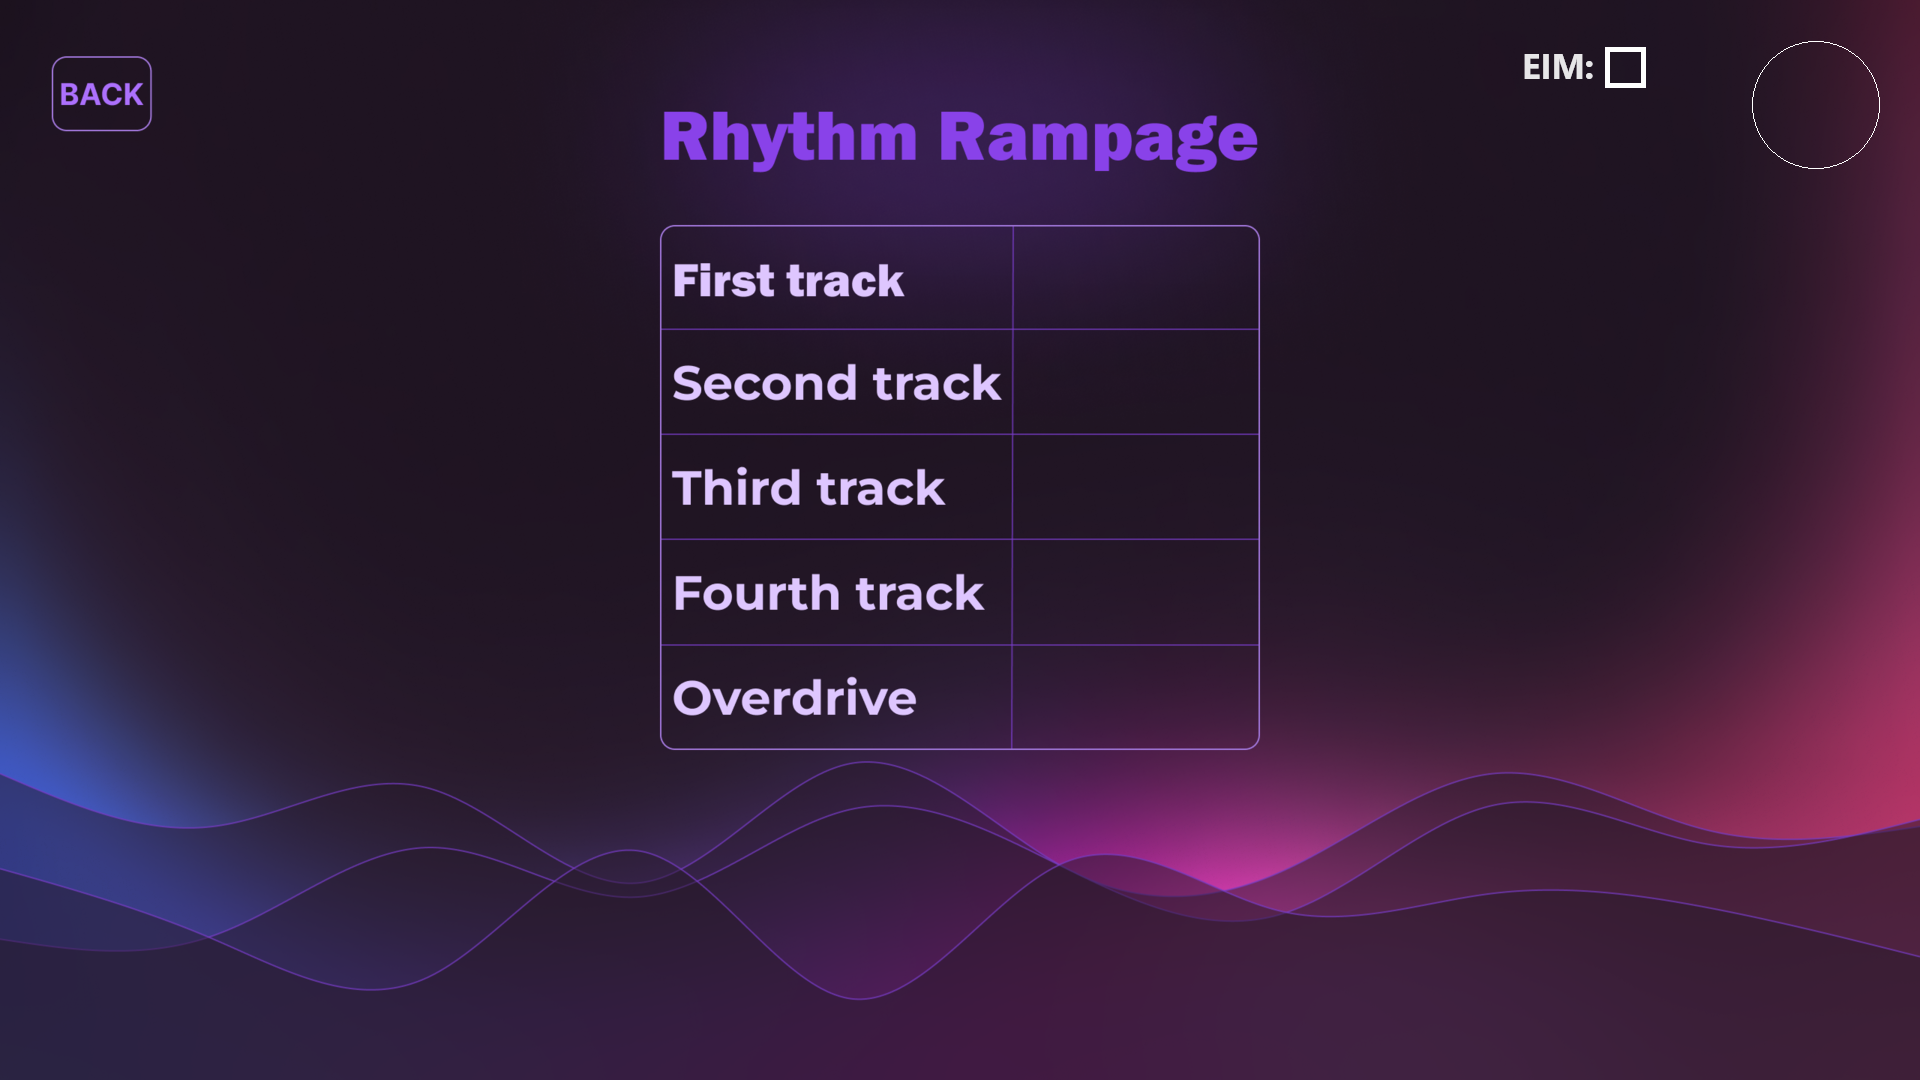 BACK
EIM:
Rhythm Rampage
First track
Second track
Third track
Fourth track
Overdrive